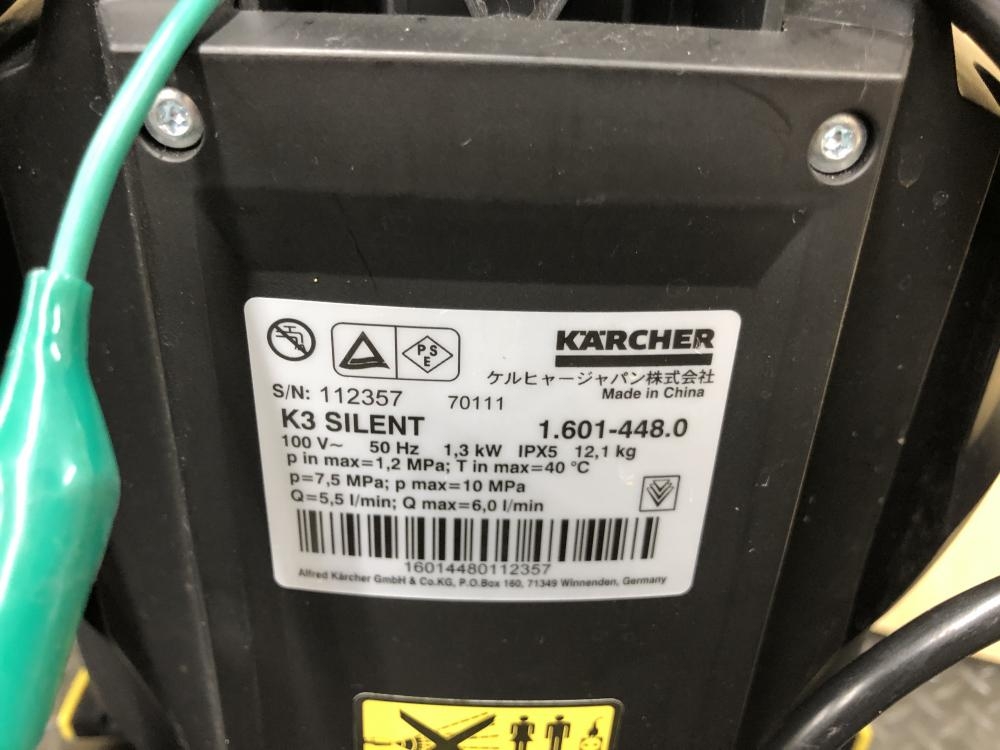 P S
E
KÄRCHER
ケルヒャージャパン株式会社
Made in China
S/N: 112357 70111
K3 SILENT 1.601-448.0
100 V~ 50 Hz 1,3 kW IPX5 12,1 kg
p in max=1,2 MPa; T in max=40 °C
p=7,5 MPa; p max=10 MPa
Q=5,5 l/min; Q max=6,0 l/min
16014480112357
Alfred Kärcher GmbH & Co.KG, P.O.Box 160, 71349 Winnenden, Germany